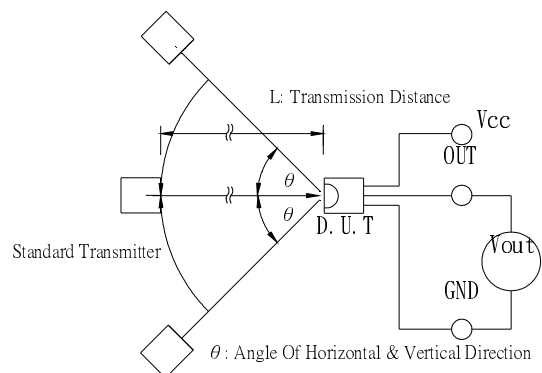 L: Transmission Distance
Vcc
OUT
θ
θ
D.U.T
Vout
Standard Transmitter
GND
θ: Angle Of Horizontal & Vertical Direction